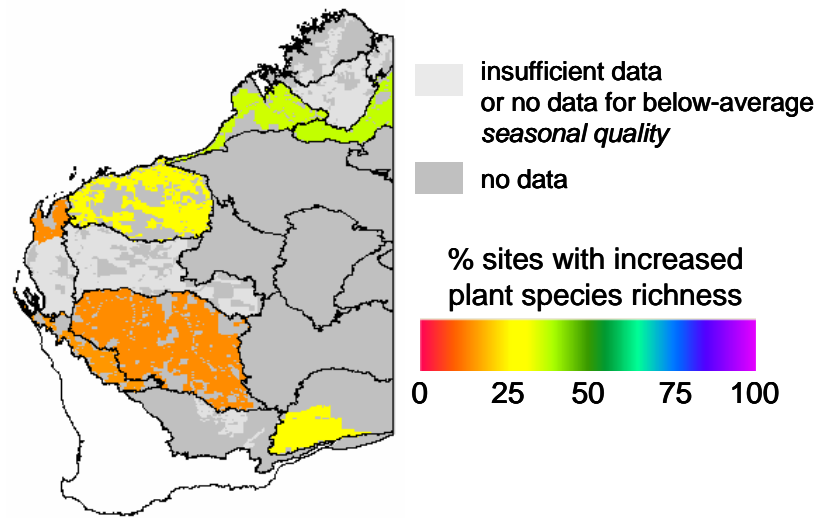 insufficient data
or no data for below-average
seasonal quality
no data
% sites with increased
plant species richness
0 25 50 75 100